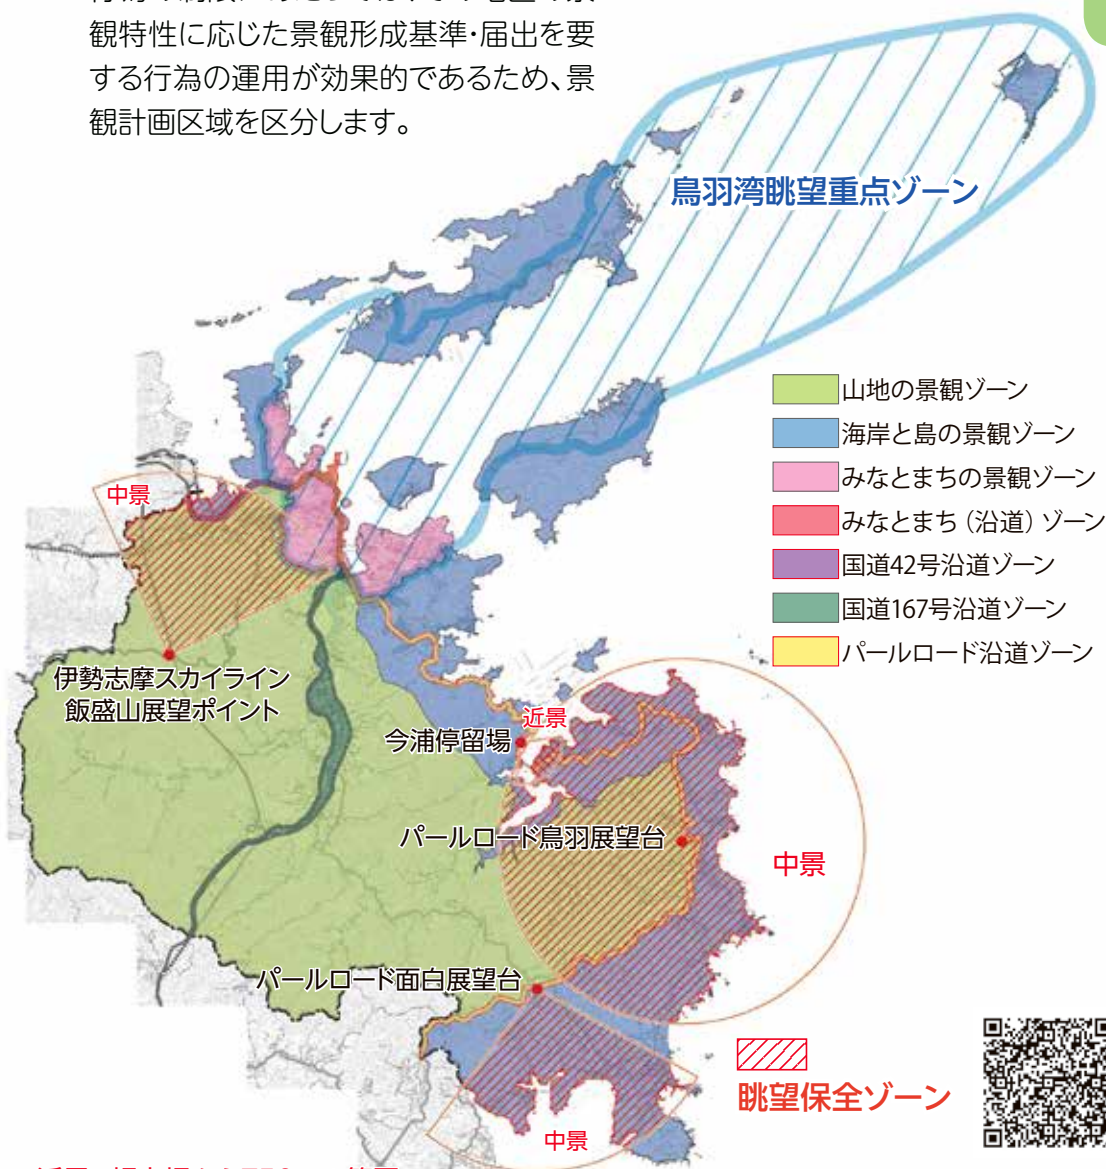 観特性に応じた景観形成基準・届出を要
する行為の運用が効果的であるため、景
観計画区域を区分します。
鳥羽湾眺望重点ゾーン
山地の景観ゾーン
海岸と島の景観ゾーン
みなとまちの景観ゾーン
みなとまち（沿道）ゾーン
国道42号沿道ゾーン
国道167号沿道ゾーン
パールロード沿道ゾーン
中景
伊勢志摩スカイライン
飯盛山展望ポイント
近景
今浦停留場
パールロード鳥羽展望台
中景
パールロード面白展望台
眺望保全ゾーン
中景